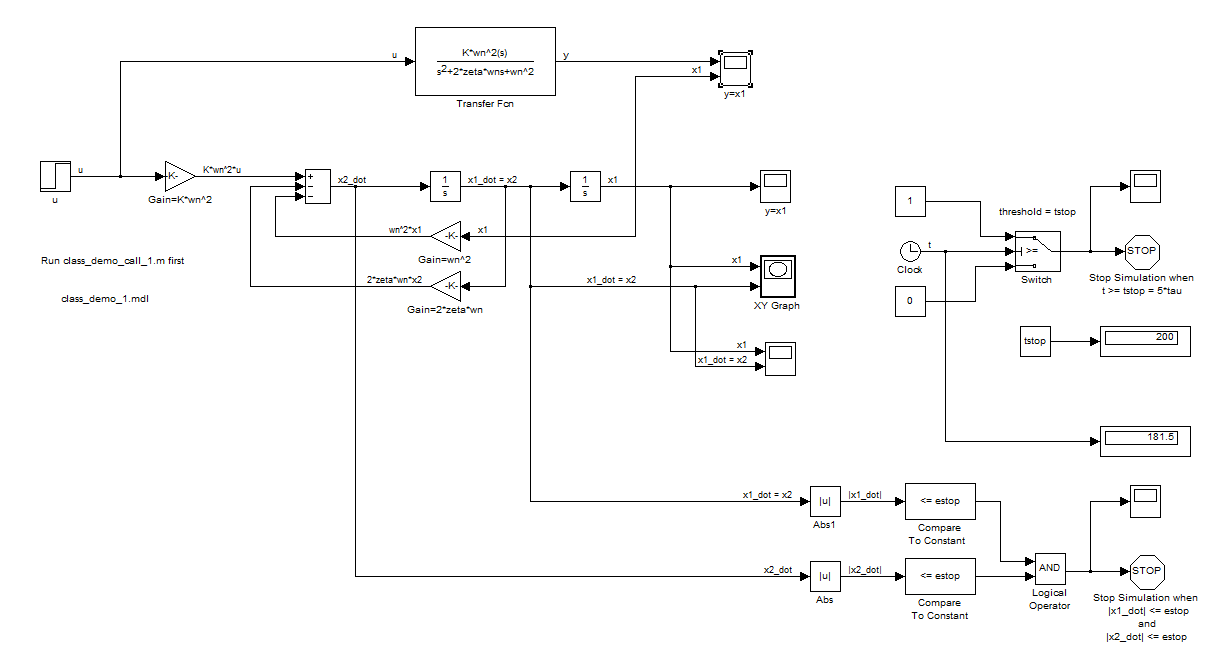 u
K*wn^2(s)
s^2+2*zeta*wns+wn^2
Transfer Fcn
y
x1
y=x1
u
u
-K-
Gain=K*wn^2
K*wn^2*u
+
−
−
x2_dot
1
s
x1_dot = x2
1
s
x1
y=x1
wn^2*x1
-K-
x1
Gain=wn^2
2*zeta*wn*x2
-K-
Gain=2*zeta*wn
Run class_demo_call_1.m first
class_demo_1.mdl
x1_dot = x2
x1
XY Graph
x1
x1_dot = x2
1
threshold = tstop
t
Clock
>=
Switch
0
STOP
Stop Simulation when
t >= tstop = 5*tau
tstop
200
181.5
x1_dot = x2
|u|
Abs1
|x1_dot|
<= estop
Compare
To Constant
x2_dot
|u|
Abs
|x2_dot|
<= estop
Compare
To Constant
AND
Logical
Operator
STOP
Stop Simulation when
|x1_dot| <= estop
and
|x2_dot| <= estop